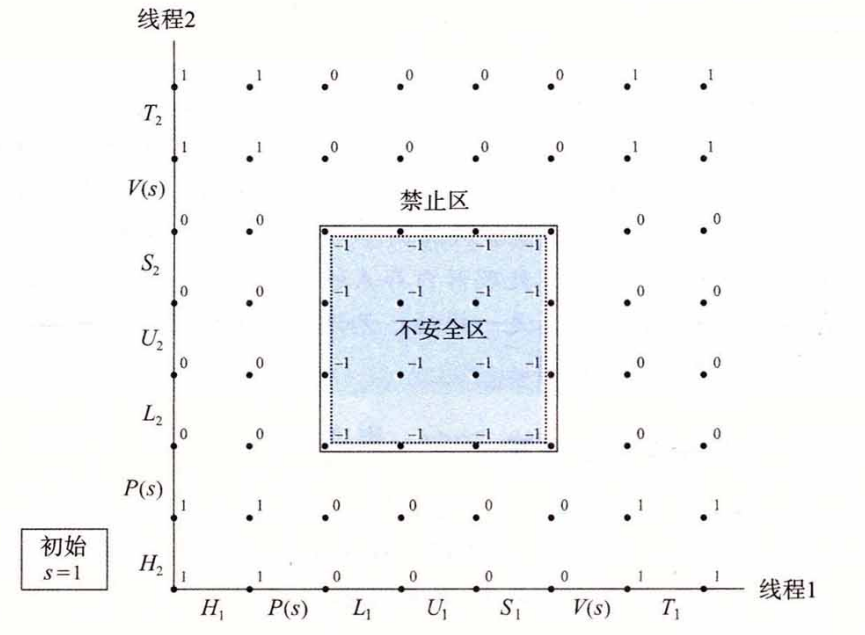 线程2
1 1 0 0 0 0 1 1
T₂
1 1 0 0 0 0 1 1
V(s)
禁止区
0 0 0 0
-1 -1 -1 -1
S₂
0 0 -1 -1 -1 -1 0 0
U₂
不安全区
0 0 -1 -1 -1 -1 0 0
L₂
0 0 -1 -1 -1 -1 0 0
P(s)
1 1 0 0 0 0 1 1
初始
s=1
H₂
1 1 0 0 0 0 1 1
线程1
H₁ P(s) L₁ U₁ S₁ V(s) T₁